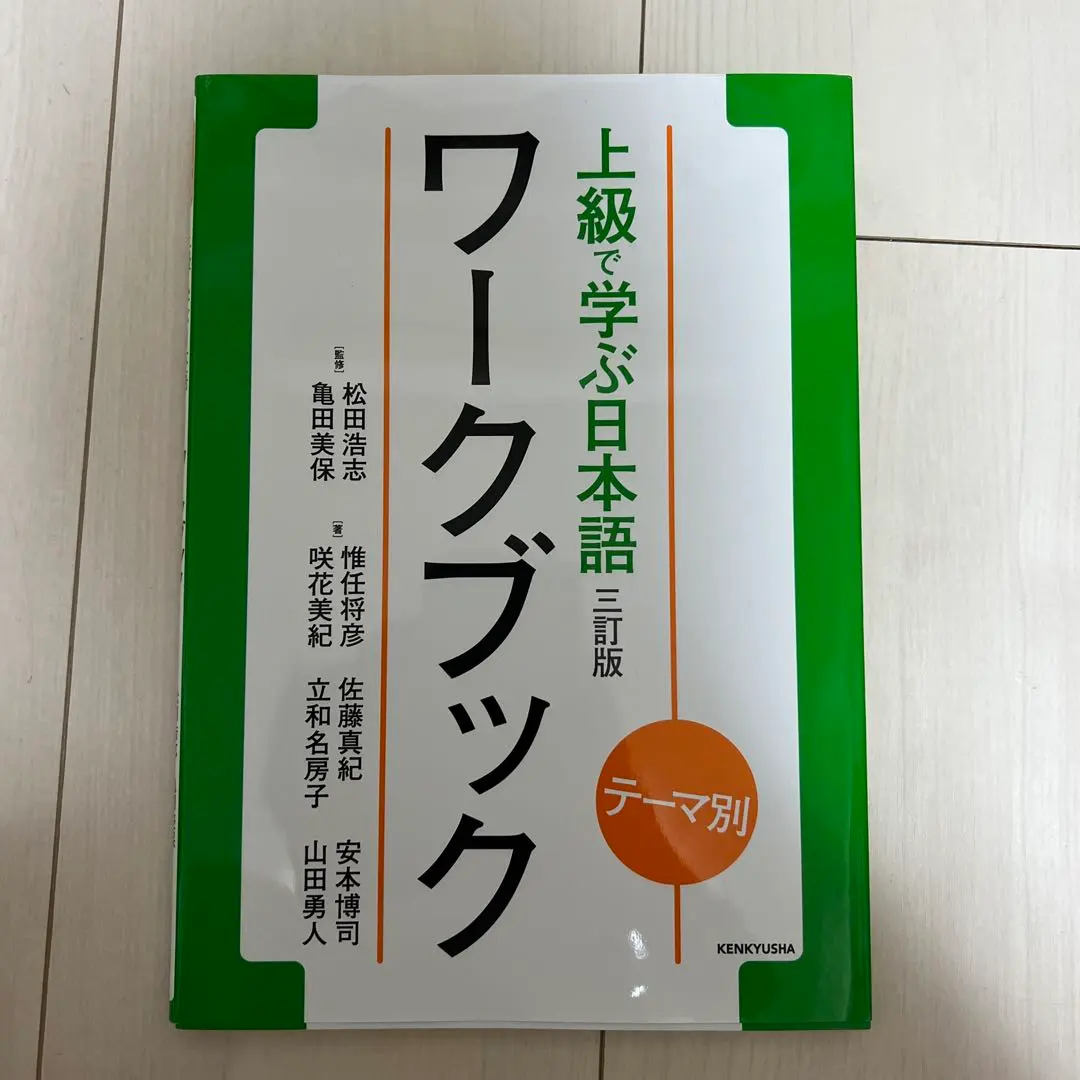 テーマ別
上級で学ぶ日本語 三訂版
ワークブック
[監修]
松田浩志
亀田美保
[著]
惟任将彦 佐藤真紀 安本博司
咲花美紀 立和名房子 山田勇人
KENKYUSHA